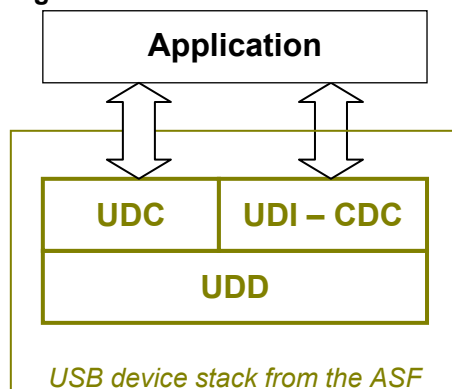 Application
UDC UDI – CDC
UDD
USB device stack from the ASF